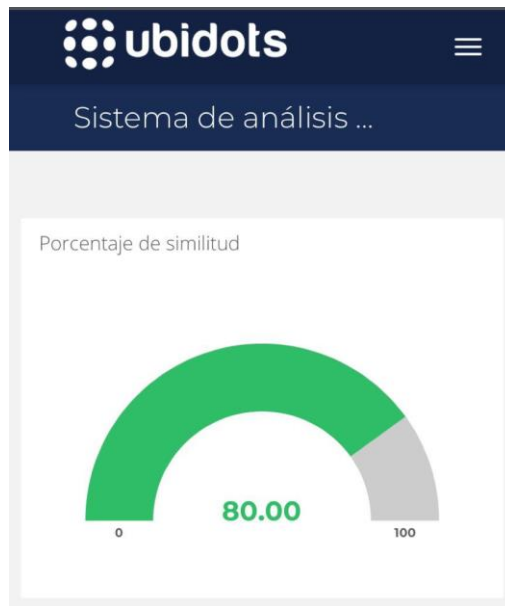 ubidots
Sistema de análisis ...
Porcentaje de similitud
80.00
0
100